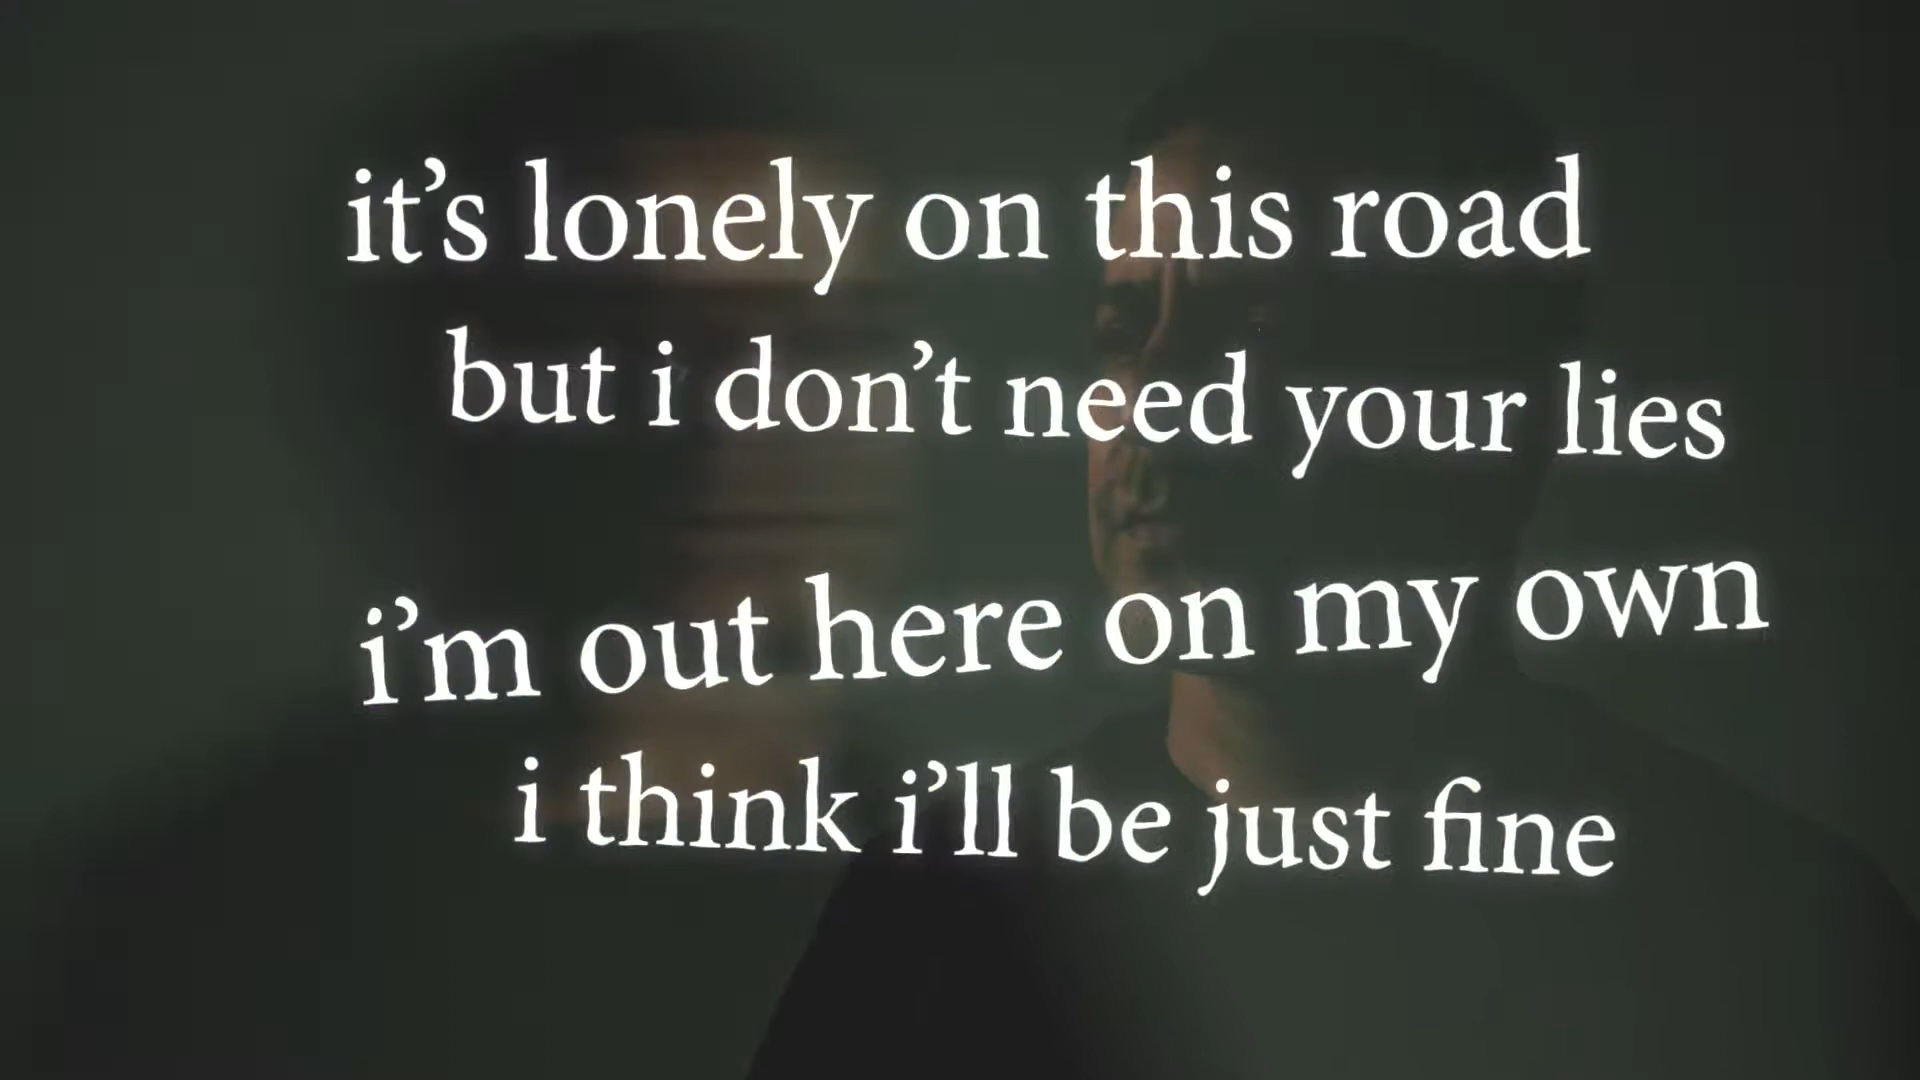 it’s lonely on this road
but i don’t need your lies
i’m out here on my own
i think i’ll be just fine